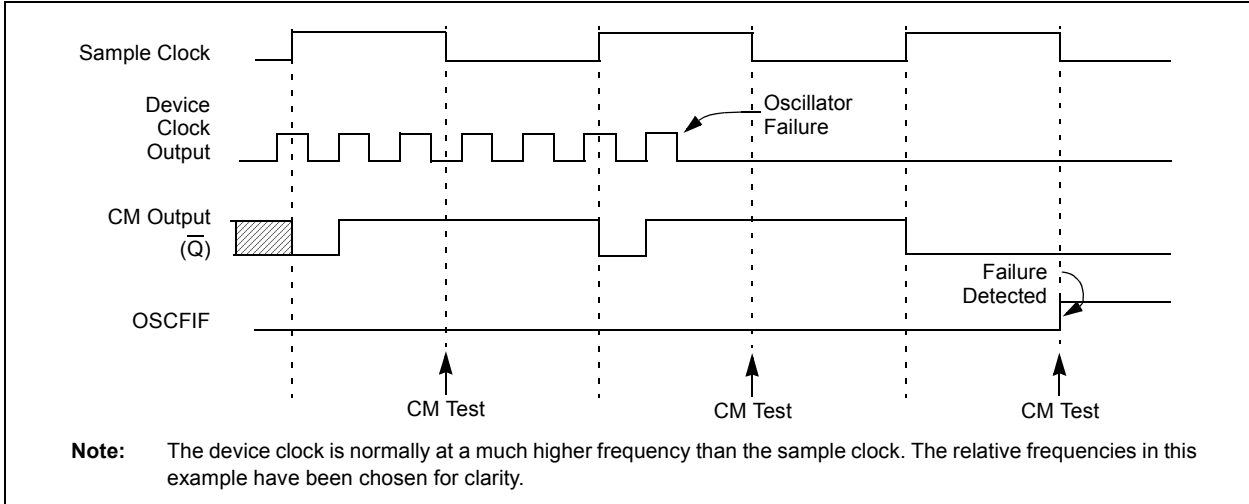 Sample Clock
Device
Clock
Output
Oscillator
Failure
CM Output
(Q̅)
Failure
Detected
OSCFIF
CM Test
CM Test
CM Test
Note: The device clock is normally at a much higher frequency than the sample clock. The relative frequencies in this
example have been chosen for clarity.